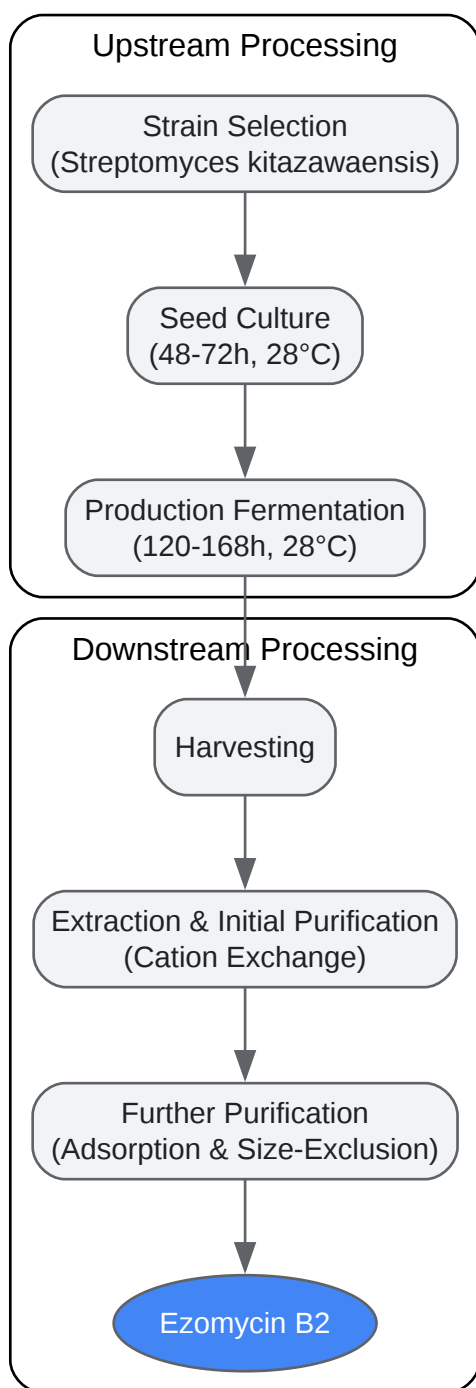 Upstream Processing
Strain Selection
(Streptomyces kitazawaensis)
Seed Culture
(48-72h, 28°C)
Production Fermentation
(120-168h, 28°C)
Downstream Processing
Harvesting
Extraction & Initial Purification
(Cation Exchange)
Further Purification
(Adsorption & Size-Exclusion)
Ezomycin B2